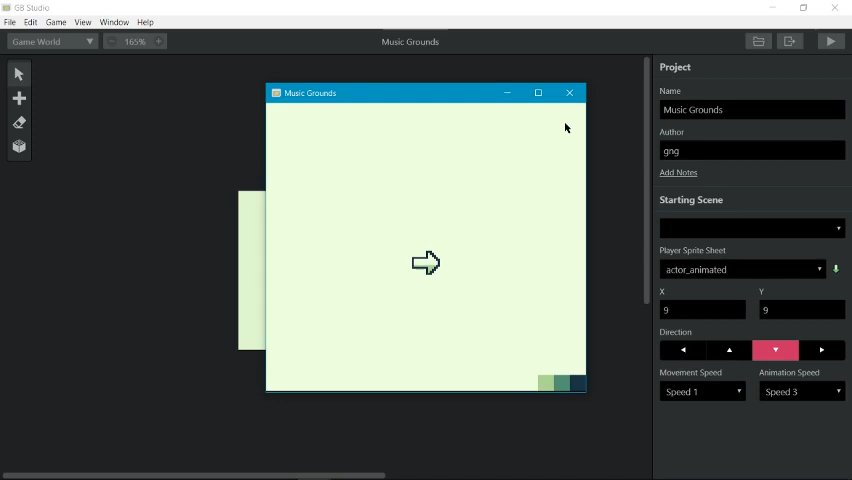 GB Studio
File Edit Game View Window Help
Game World
165%
Music Grounds
Music Grounds
Project
Name
Music Grounds
Author
gng
Add Notes
Starting Scene
Player Sprite Sheet
actor_animated
X Y
9 9
Direction
Movement Speed Animation Speed
Speed 1 Speed 3